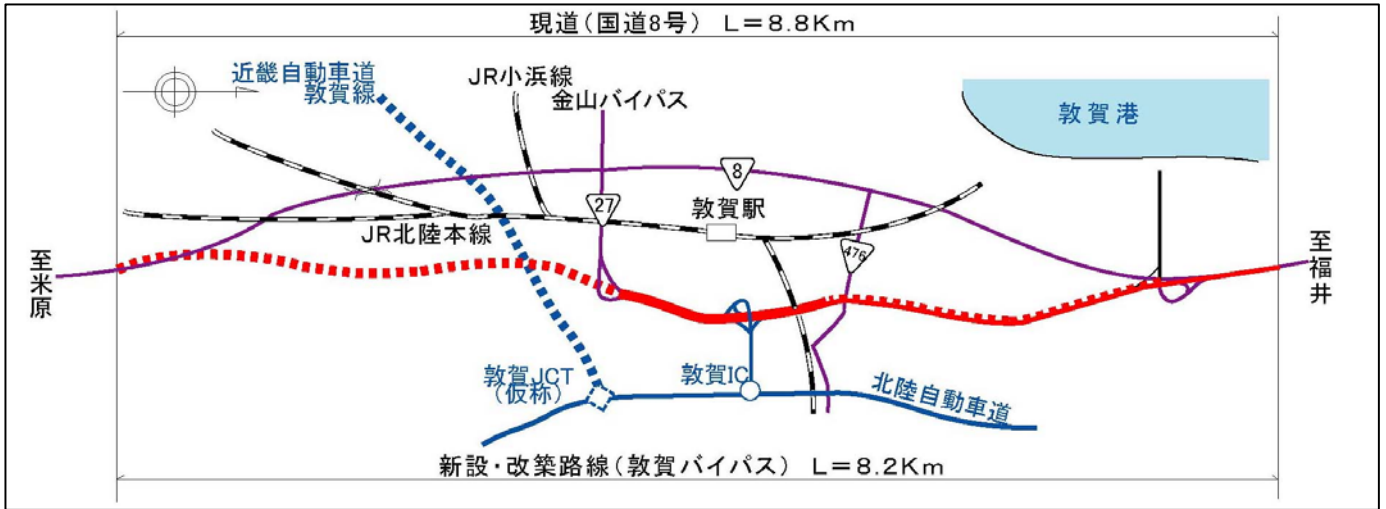 現道(国道8号) L=8.8Km
近畿自動車道
敦賀線
JR小浜線
金山バイパス
敦賀港
8
27
敦賀駅
JR北陸本線
476
至米原
至福井
敦賀JCT
(仮称)
敦賀IC
北陸自動車道
新設・改築路線(敦賀バイパス) L=8.2Km